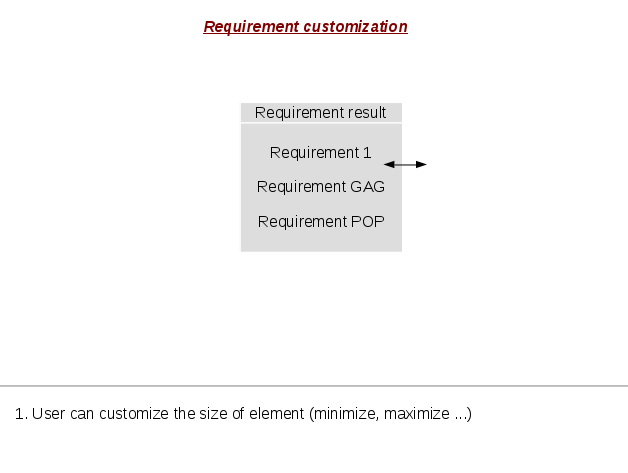 Requirement customization
Requirement result
Requirement 1
Requirement GAG
Requirement POP
1. User can customize the size of element (minimize, maximize ...)